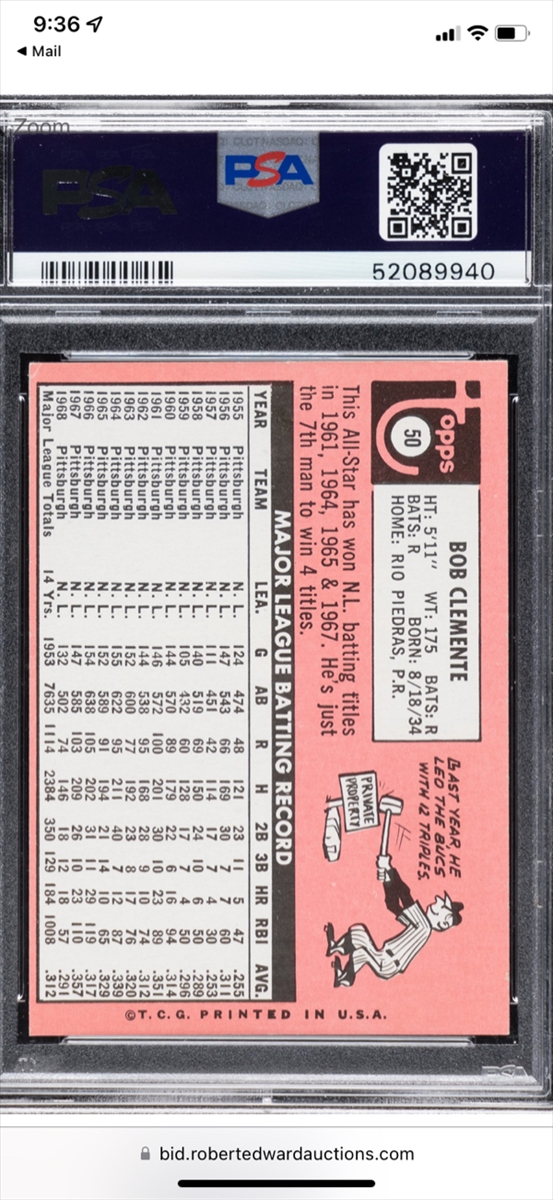 9:36
Mail
Zoom
PSA
PSA
52089940
Topps
50
BOB CLEMENTE
HT: 5'11" WT: 175 BATS: R
BATS: R BORN: 8/18/34
HOME: RIO PIEDRAS, P.R.
This All-Star has won N.L. batting titles
in 1961, 1964, 1965 & 1967. He's just
the 7th man to win 4 titles.
LAST YEAR HE
LED THE BUCS
WITH 12 TRIPLES.
PRIVATE
PROPERTY
MAJOR LEAGUE BATTING RECORD
YEAR TEAM LEA. G AB R H 2B 3B HR RBI AVG.
1955 Pittsburgh N. L. 124 474 48 121 23 11 5 47 .255
1956 Pittsburgh N. L. 147 543 66 169 30 7 7 60 .311
1957 Pittsburgh N. L. 111 451 42 114 17 7 4 30 .253
1958 Pittsburgh N. L. 140 519 69 150 24 10 6 50 .289
1959 Pittsburgh N. L. 105 432 60 128 17 7 4 50 .296
1960 Pittsburgh N. L. 144 570 89 179 22 6 16 94 .314
1961 Pittsburgh N. L. 146 572 100 201 30 10 23 89 .351
1962 Pittsburgh N. L. 144 538 95 168 28 9 10 74 .312
1963 Pittsburgh N. L. 152 600 77 192 23 8 17 76 .320
1964 Pittsburgh N. L. 155 622 95 211 40 7 12 87 .339
1965 Pittsburgh N. L. 152 589 91 194 21 14 10 65 .329
1966 Pittsburgh N. L. 154 638 105 202 31 11 29 119 .317
1967 Pittsburgh N. L. 147 585 103 209 26 10 23 110 .357
1968 Pittsburgh N. L. 132 502 74 146 18 12 18 57 .291
Major League Totals 14 Yrs. 1953 7635 1114 2384 350 129 184 1008 .312
©T.C.G. PRINTED IN U.S.A.
PSA
bid.robertedwardauctions.com